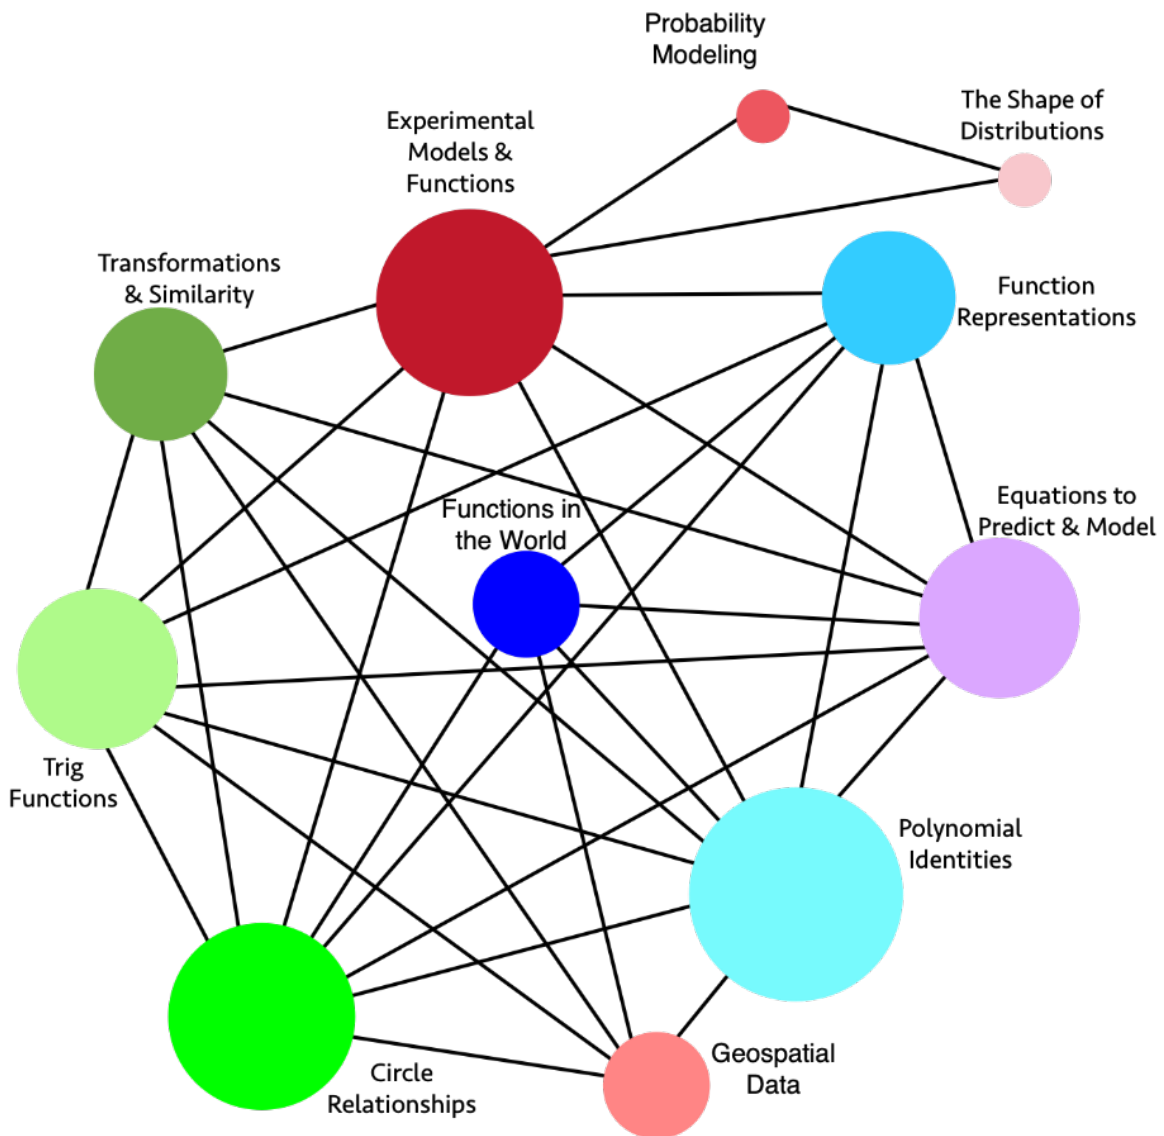 Probability
Modeling
The Shape of
Distributions
Experimental
Models &
Functions
Transformations
& Similarity
Function
Representations
Functions in
the World
Equations to
Predict & Model
Trig
Functions
Polynomial
Identities
Circle
Relationships
Geospatial
Data